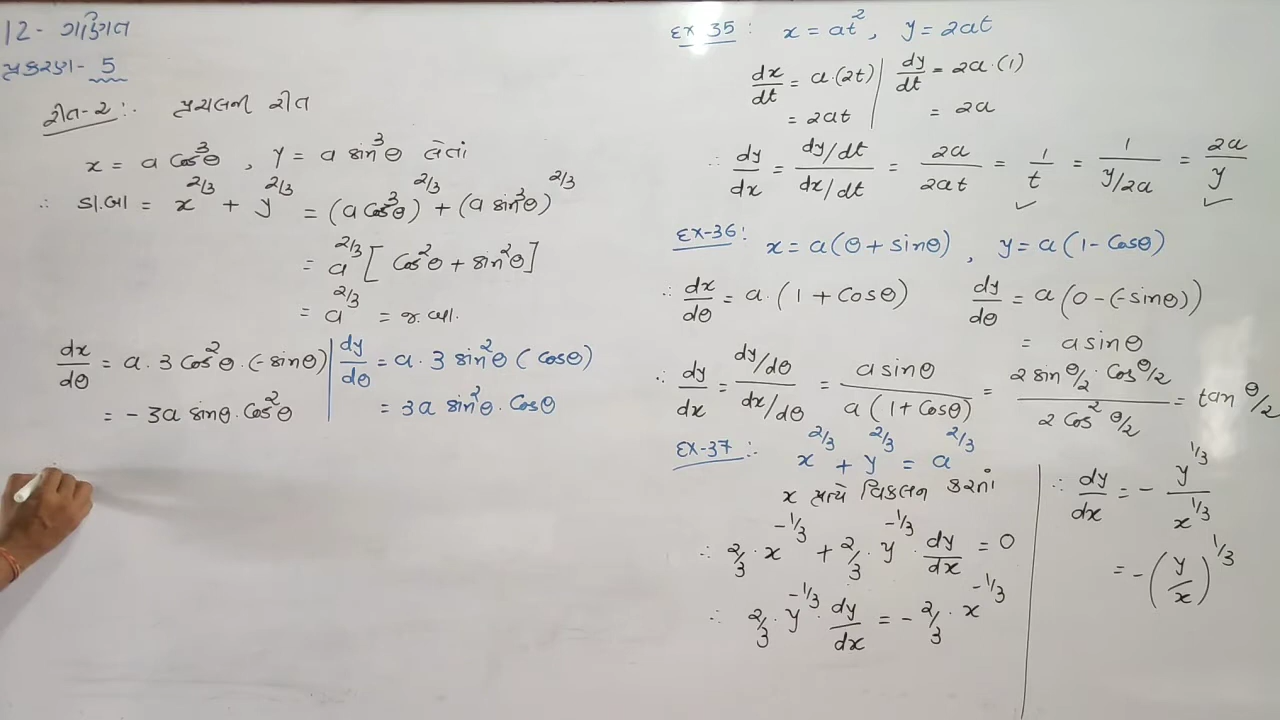 12 - ગણિત
પ્રકરણ - 5
રીત-2 :- પ્રચલની રીત
x = a cos³θ , y = a sin³θ લેતાં
∴ ડા.બા = x^2/3 + y^2/3 = (a cos³θ)^2/3 + (a sin³θ)^2/3
= a^2/3 [cos²θ + sin²θ]
= a^2/3 = જ.બા.
dx/dθ = a · 3 cos²θ · (-sinθ) | dy/dθ = a · 3 sin²θ (cosθ)
= -3a sinθ · cos²θ | = 3a sin²θ · cosθ
Ex 35 : x = at² , y = 2at
dx/dt = a · (2t) | dy/dt = 2a · (1)
= 2at | = 2a
∴ dy/dx = (dy/dt)/(dx/dt) = 2a/2at = 1/t = 1/(y/2a) = 2a/y
Ex-36 : x = a(θ + sinθ) , y = a(1 - cosθ)
∴ dx/dθ = a · (1 + cosθ) dy/dθ = a(0 - (-sinθ))
= a sinθ
∴ dy/dx = (dy/dθ)/(dx/dθ) = a sinθ / a(1 + cosθ) = 2 sin θ/2 · cos θ/2 / 2 cos² θ/2 = tan θ/2
Ex-37 :- x^2/3 + y^2/3 = a^2/3
x પ્રત્યે વિકલન કરતાં
∴ 2/3 · x^-1/3 + 2/3 · y^-1/3 · dy/dx = 0
∴ 2/3 · y^-1/3 · dy/dx = - 2/3 · x^-1/3
∴ dy/dx = - y^1/3 / x^1/3
= -(y/x)^1/3